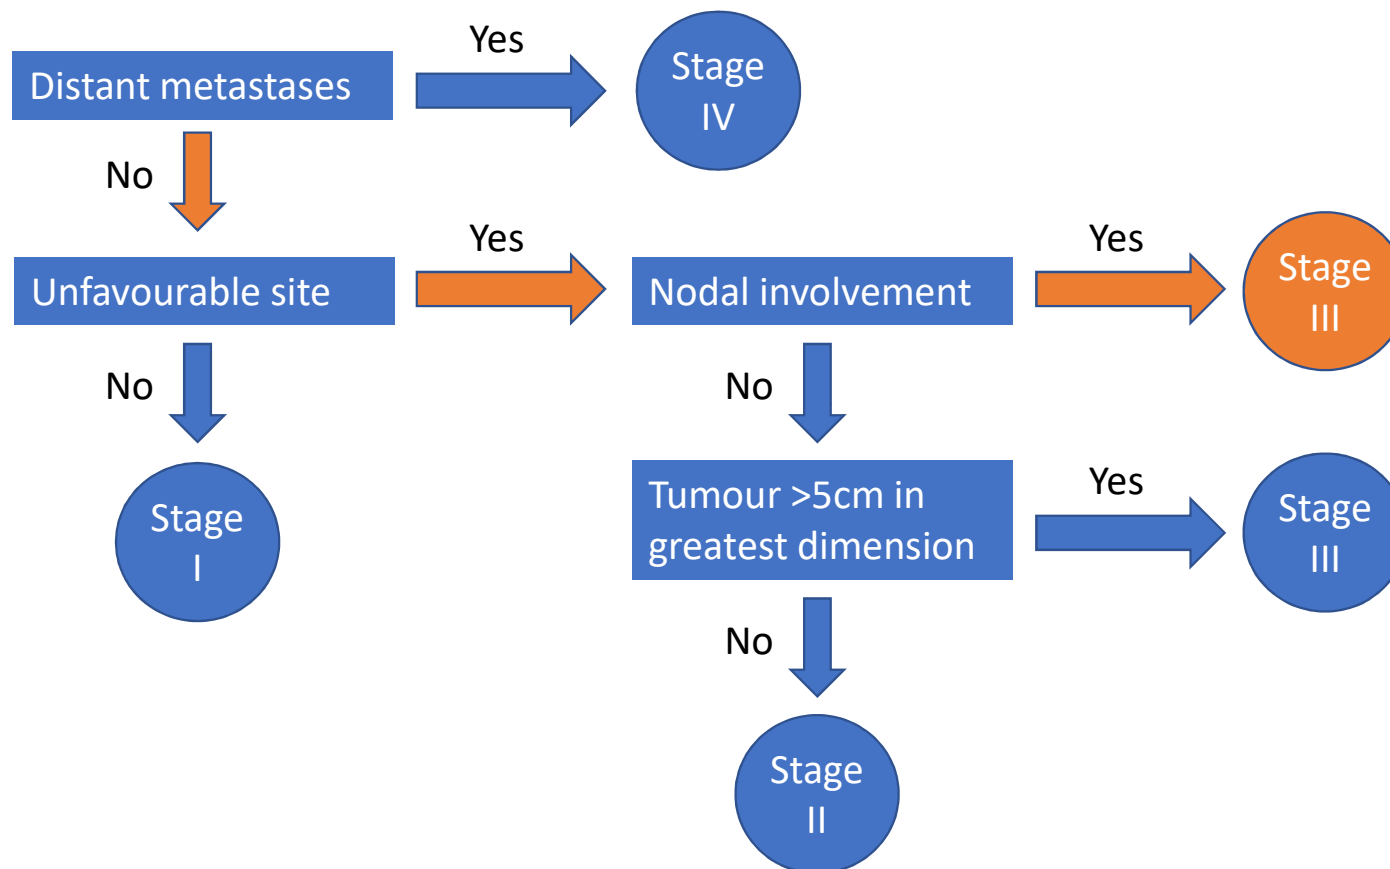 Yes
Distant metastases
Stage
IV
No
Yes
Yes
Unfavourable site
Nodal involvement
Stage
III
No
No
Stage
I
Tumour >5cm in
greatest dimension
Yes
Stage
III
No
Stage
II